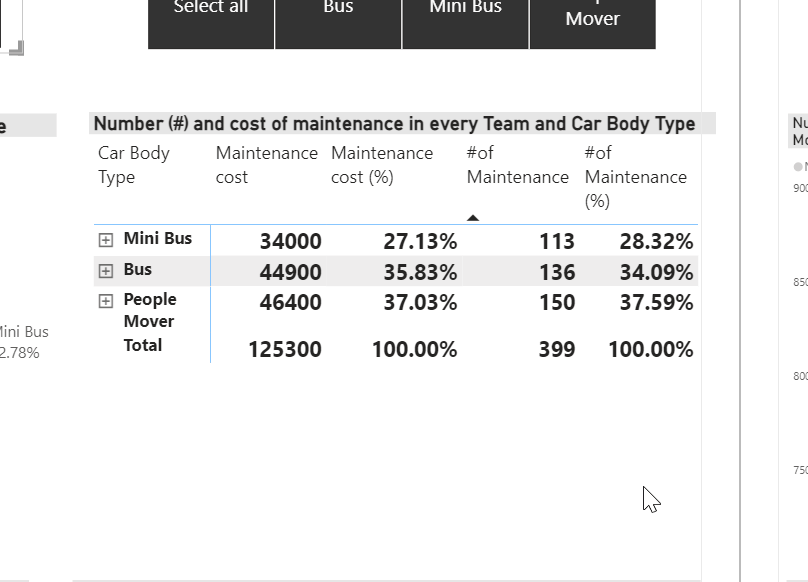 Select all Bus Mini Bus
Mover
e
Number (#) and cost of maintenance in every Team and Car Body Type
Car Body Type Maintenance cost Maintenance cost (%) #of Maintenance #of Maintenance (%)
Mini Bus 34000 27.13% 113 28.32%
Bus 44900 35.83% 136 34.09%
People Mover 46400 37.03% 150 37.59%
Total 125300 100.00% 399 100.00%
ini Bus
2.78%
Nu
Mo
900
850
800
750